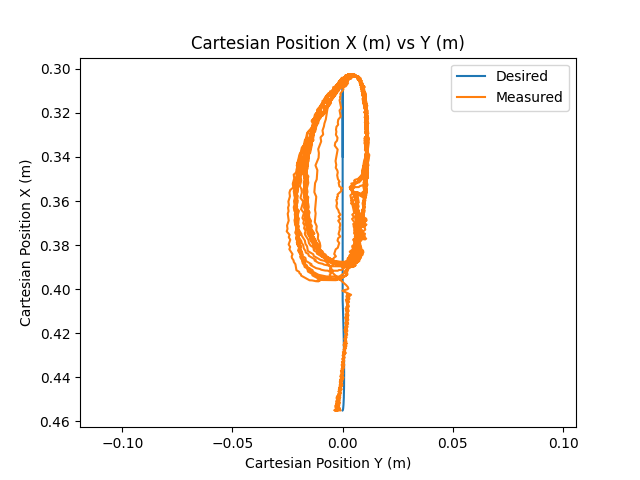 Cartesian Position X (m) vs Y (m)
Desired
Measured
0.30
0.32
0.34
0.36
0.38
0.40
0.42
0.44
0.46
Cartesian Position X (m)
−0.10
−0.05
0.00
0.05
0.10
Cartesian Position Y (m)